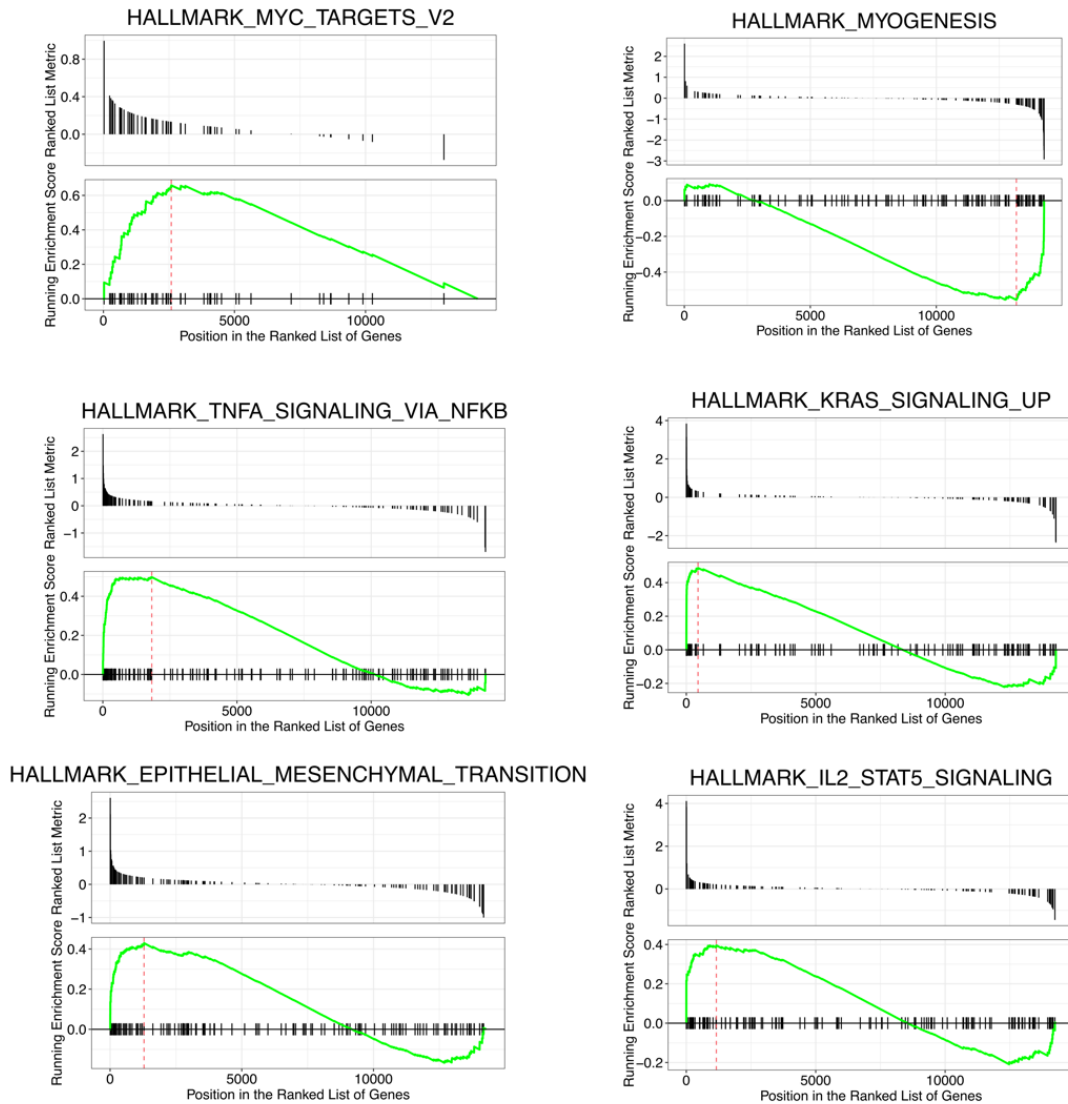 HALLMARK_MYC_TARGETS_V2
Ranked List Metric
0.8
0.4
0.0
Running Enrichment Score
0.6
0.4
0.2
0.0
0 5000 10000
Position in the Ranked List of Genes
HALLMARK_MYOGENESIS
Ranked List Metric
2
1
0
−1
−2
−3
Running Enrichment Score
0.0
−0.2
−0.4
0 5000 10000
Position in the Ranked List of Genes
HALLMARK_TNFA_SIGNALING_VIA_NFKB
Ranked List Metric
2
1
0
−1
Running Enrichment Score
0.4
0.2
0.0
0 5000 10000
Position in the Ranked List of Genes
HALLMARK_KRAS_SIGNALING_UP
Ranked List Metric
4
2
0
−2
Running Enrichment Score
0.4
0.2
0.0
−0.2
0 5000 10000
Position in the Ranked List of Genes
HALLMARK_EPITHELIAL_MESENCHYMAL_TRANSITION
Ranked List Metric
2
1
0
−1
Running Enrichment Score
0.4
0.2
0.0
0 5000 10000
Position in the Ranked List of Genes
HALLMARK_IL2_STAT5_SIGNALING
Ranked List Metric
4
2
0
Running Enrichment Score
0.4
0.2
0.0
−0.2
0 5000 10000
Position in the Ranked List of Genes